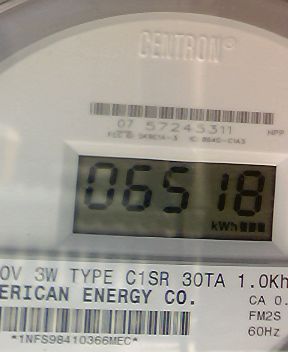 CENTRON®
07 57245311
06518
kWh
0V 3W TYPE C1SR 30TA 1.0Kh
ERICAN ENERGY CO.
CA 0.
FM2S
60Hz
*1NFS98410366MEC*